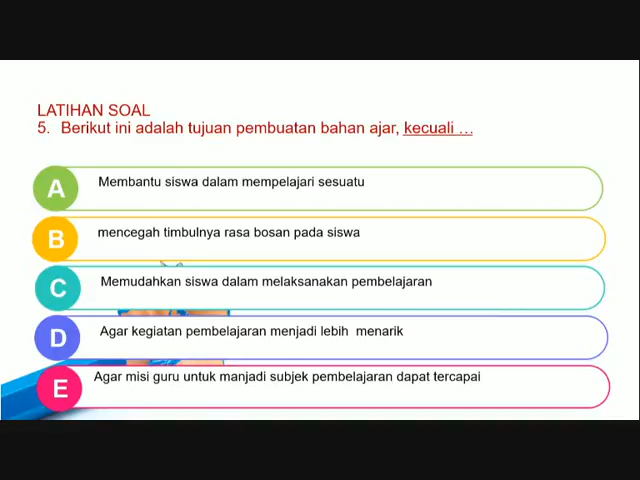 LATIHAN SOAL
5. Berikut ini adalah tujuan pembuatan bahan ajar, kecuali …
A Membantu siswa dalam mempelajari sesuatu
B mencegah timbulnya rasa bosan pada siswa
C Memudahkan siswa dalam melaksanakan pembelajaran
D Agar kegiatan pembelajaran menjadi lebih menarik
E Agar misi guru untuk manjadi subjek pembelajaran dapat tercapai